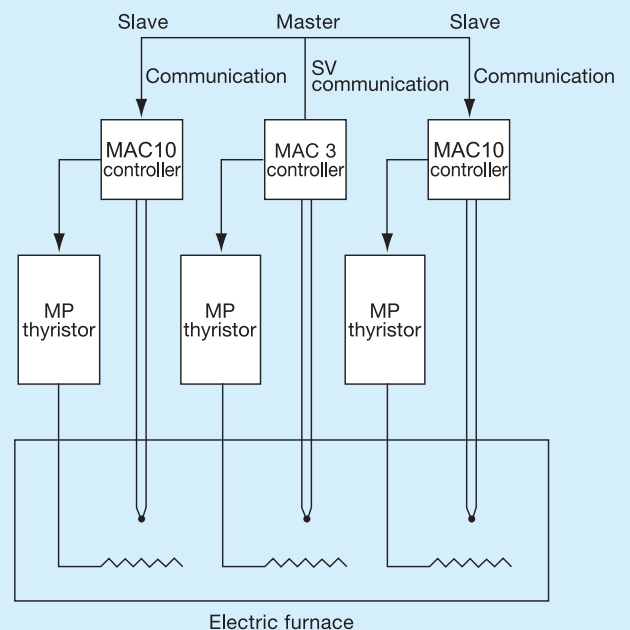 Slave
Master
Slave
Communication
SV
communication
Communication
MAC10
controller
MAC 3
controller
MAC10
controller
MP
thyristor
MP
thyristor
MP
thyristor
Electric furnace